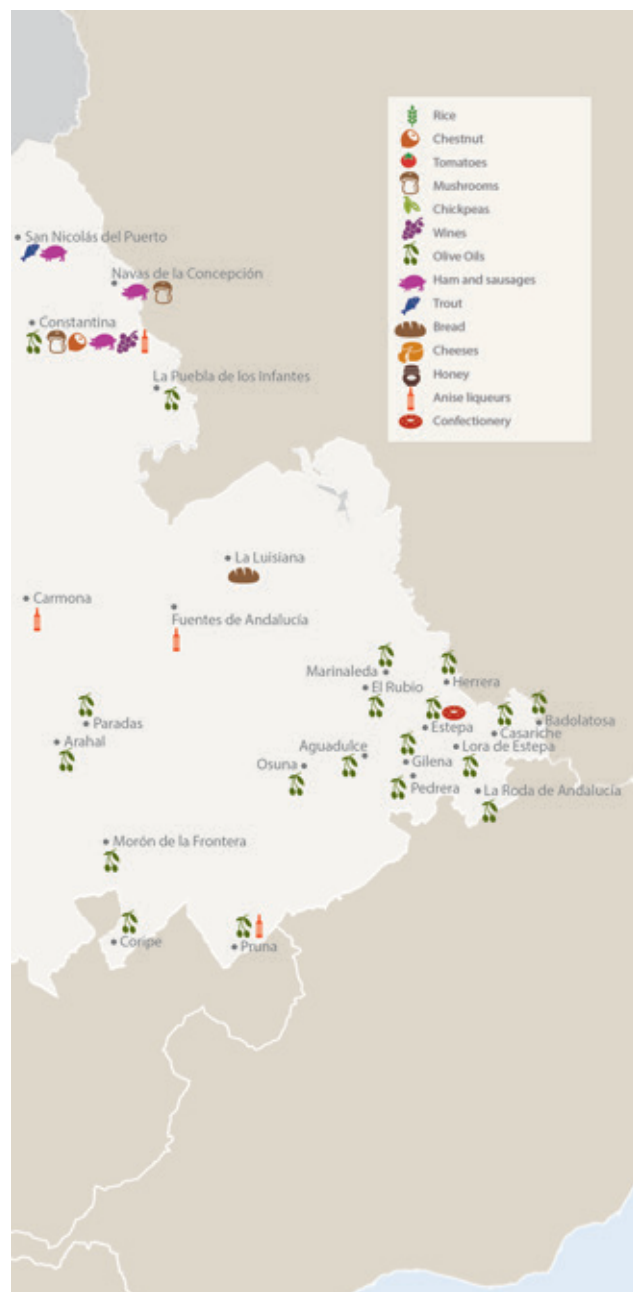 Rice
Chestnut
Tomatoes
Mushrooms
Chickpeas
Wines
Olive Oils
Ham and sausages
Trout
Bread
Cheeses
Honey
Anise liqueurs
Confectionery
San Nicolás del Puerto
Navas de la Concepción
Constantina
La Puebla de los Infantes
La Luisiana
Carmona
Fuentes de Andalucía
Marinaleda
Herrera
El Rubio
Paradas
Estepa
Badolatosa
Casariche
Arahal
Aguadulce
Lora de Estepa
Osuna
Gilena
Pedrera
La Roda de Andalucía
Morón de la Frontera
Coripe
Pruna